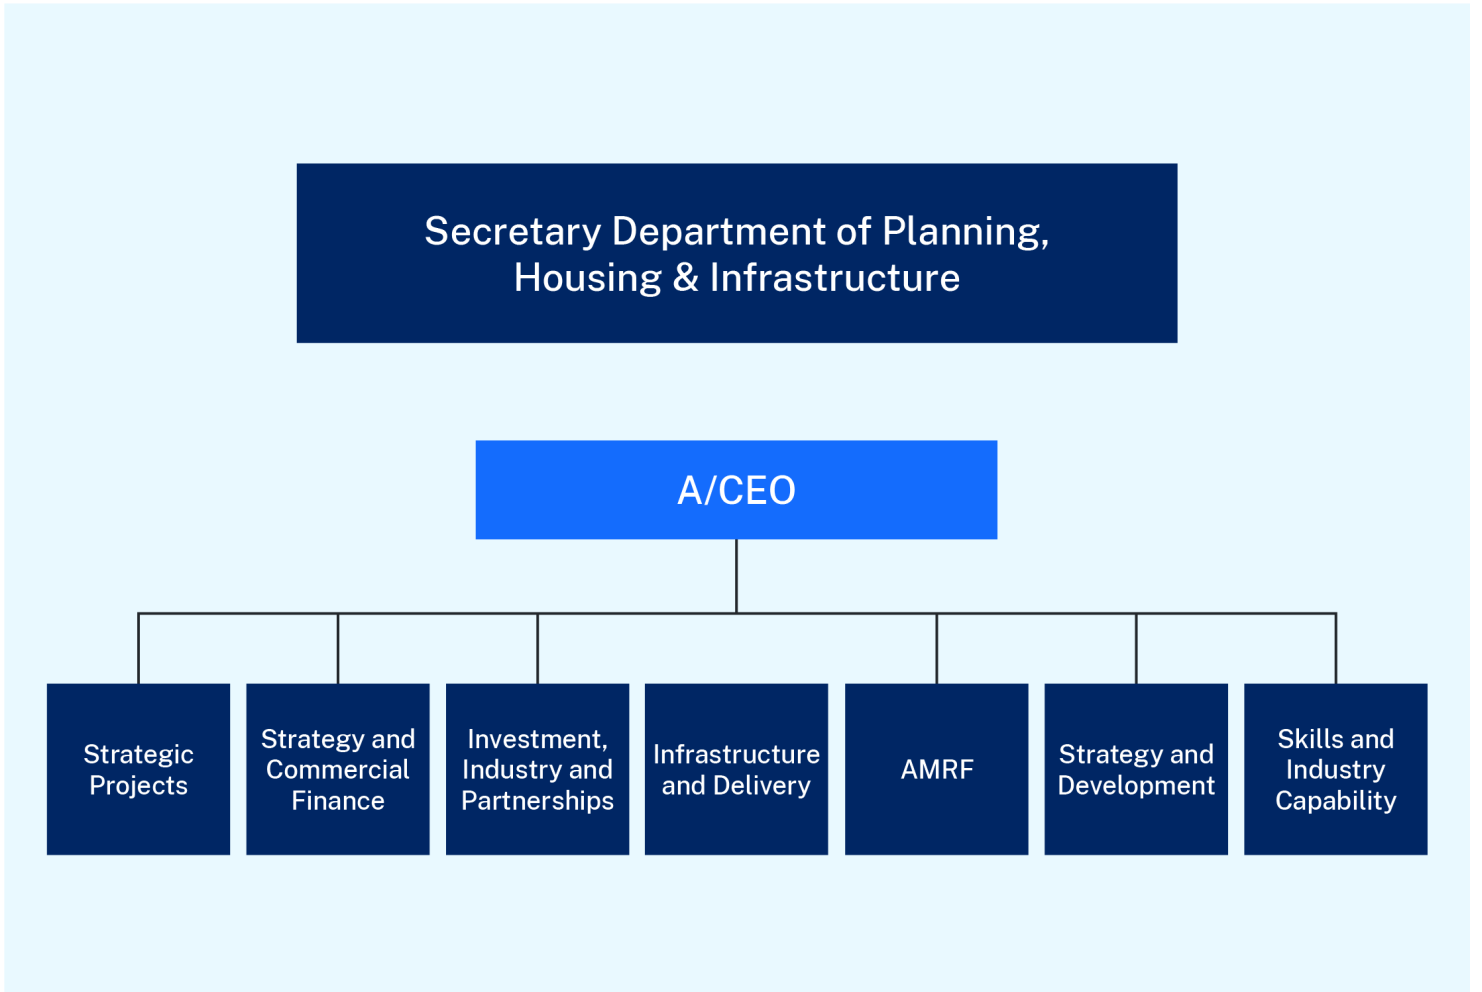 Secretary Department of Planning,
Housing & Infrastructure
A/CEO
Strategic
Projects
Strategy and
Commercial
Finance
Investment,
Industry and
Partnerships
Infrastructure
and Delivery
AMRF
Strategy and
Development
Skills and
Industry
Capability